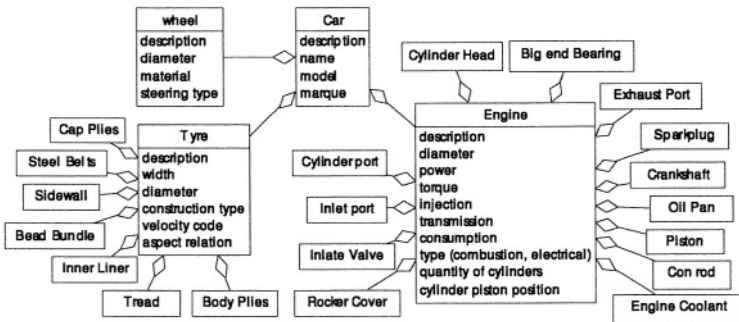 wheel
description
diameter
material
steering type
Car
description
name
model
marque
Cylinder Head
Big end Bearing
Tyre
description
width
diameter
construction type
velocity code
aspect relation
Cap Plies
Steel Belts
Sidewall
Bead Bundle
Inner Liner
Tread
Body Plies
Engine
description
diameter
power
torque
injection
transmission
consumption
type (combustion, electrical)
quantity of cylinders
cylinder piston position
Cylinder port
Inlet port
Inlate Valve
Rocker Cover
Exhaust Port
Sparkplug
Crankshaft
Oil Pan
Piston
Con rod
Engine Coolant